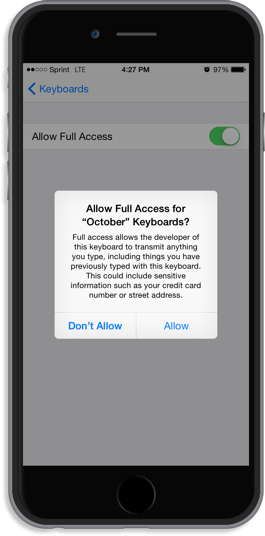 Sprint LTE 4:27 PM 97%
Keyboards
Allow Full Access
Allow Full Access for
“October” Keyboards?
Full access allows the developer of
this keyboard to transmit anything
you type, including things you have
previously typed with this keyboard.
This could include sensitive
information such as your credit card
number or street address.
Don’t Allow Allow